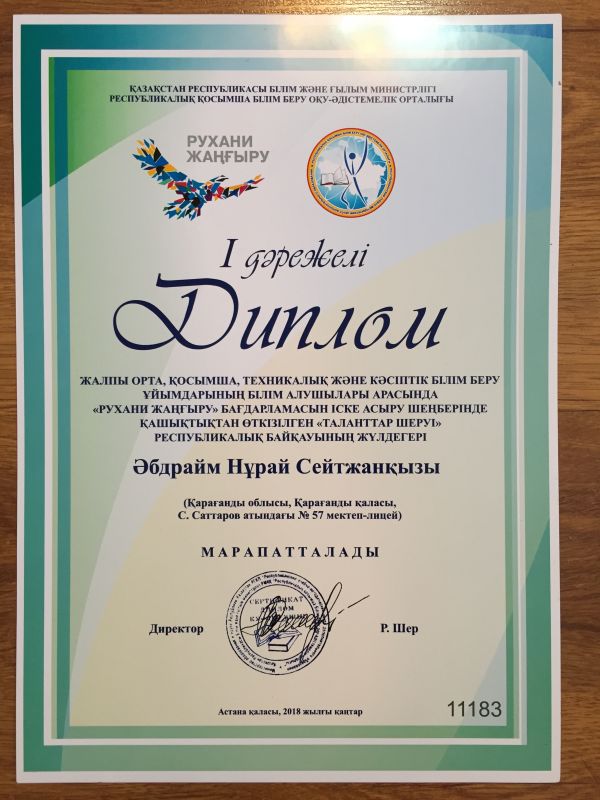 ҚАЗАҚСТАН РЕСПУБЛИКАСЫ БІЛІМ ЖӘНЕ ҒЫЛЫМ МИНИСТРЛІГІ
РЕСПУБЛИКАЛЫҚ ҚОСЫМША БІЛІМ БЕРУ ОҚУ-ӘДІСТЕМЕЛІК ОРТАЛЫҒЫ
РУХАНИ
ЖАҢҒЫРУ
I дәрежелі
Диплом
ЖАЛПЫ ОРТА, ҚОСЫМША, ТЕХНИКАЛЫҚ ЖӘНЕ КӘСІПТІК БІЛІМ БЕРУ
ҰЙЫМДАРЫНЫҢ БІЛІМ АЛУШЫЛАРЫ АРАСЫНДА
«РУХАНИ ЖАҢҒЫРУ» БАҒДАРЛАМАСЫН ІСКЕ АСЫРУ ШЕҢБЕРІНДЕ
ҚАШЫҚТЫҚТАН ӨТКІЗІЛГЕН «ТАЛАНТТАР ШЕРУІ»
РЕСПУБЛИКАЛЫҚ БАЙҚАУЫНЫҢ ЖҮЛДЕГЕРІ
Әбдрайм Нұрай Сейтжанқызы
(Қарағанды облысы, Қарағанды қаласы,
С. Саттаров атындағы № 57 мектеп-лицей)
МАРАПАТТАЛАДЫ
СЕРТИФИКАТ
ДИПЛОМ
Директор Р. Шер
Астана қаласы, 2018 жылғы қаңтар
11183